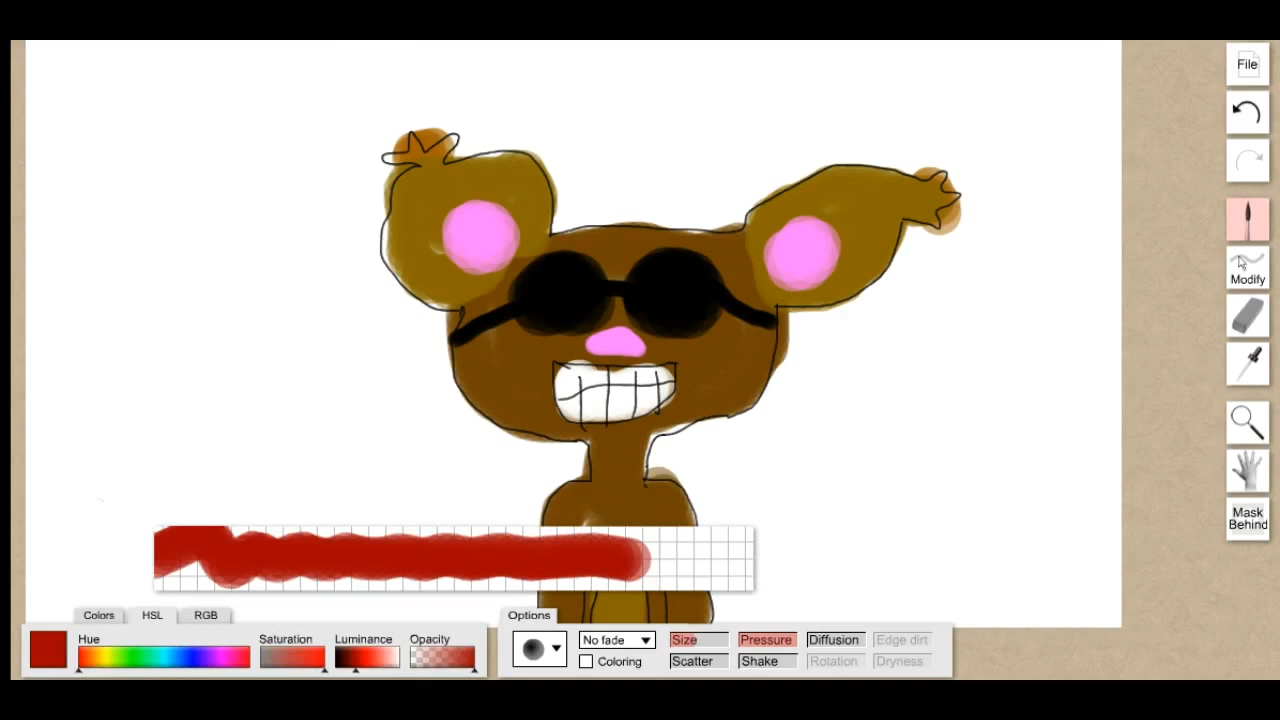 File
Modify
Mask
Behind
Colors HSL RGB
Options
Hue Saturation Luminance Opacity
No fade Size Pressure Diffusion Edge dirt
Coloring Scatter Shake Rotation Dryness